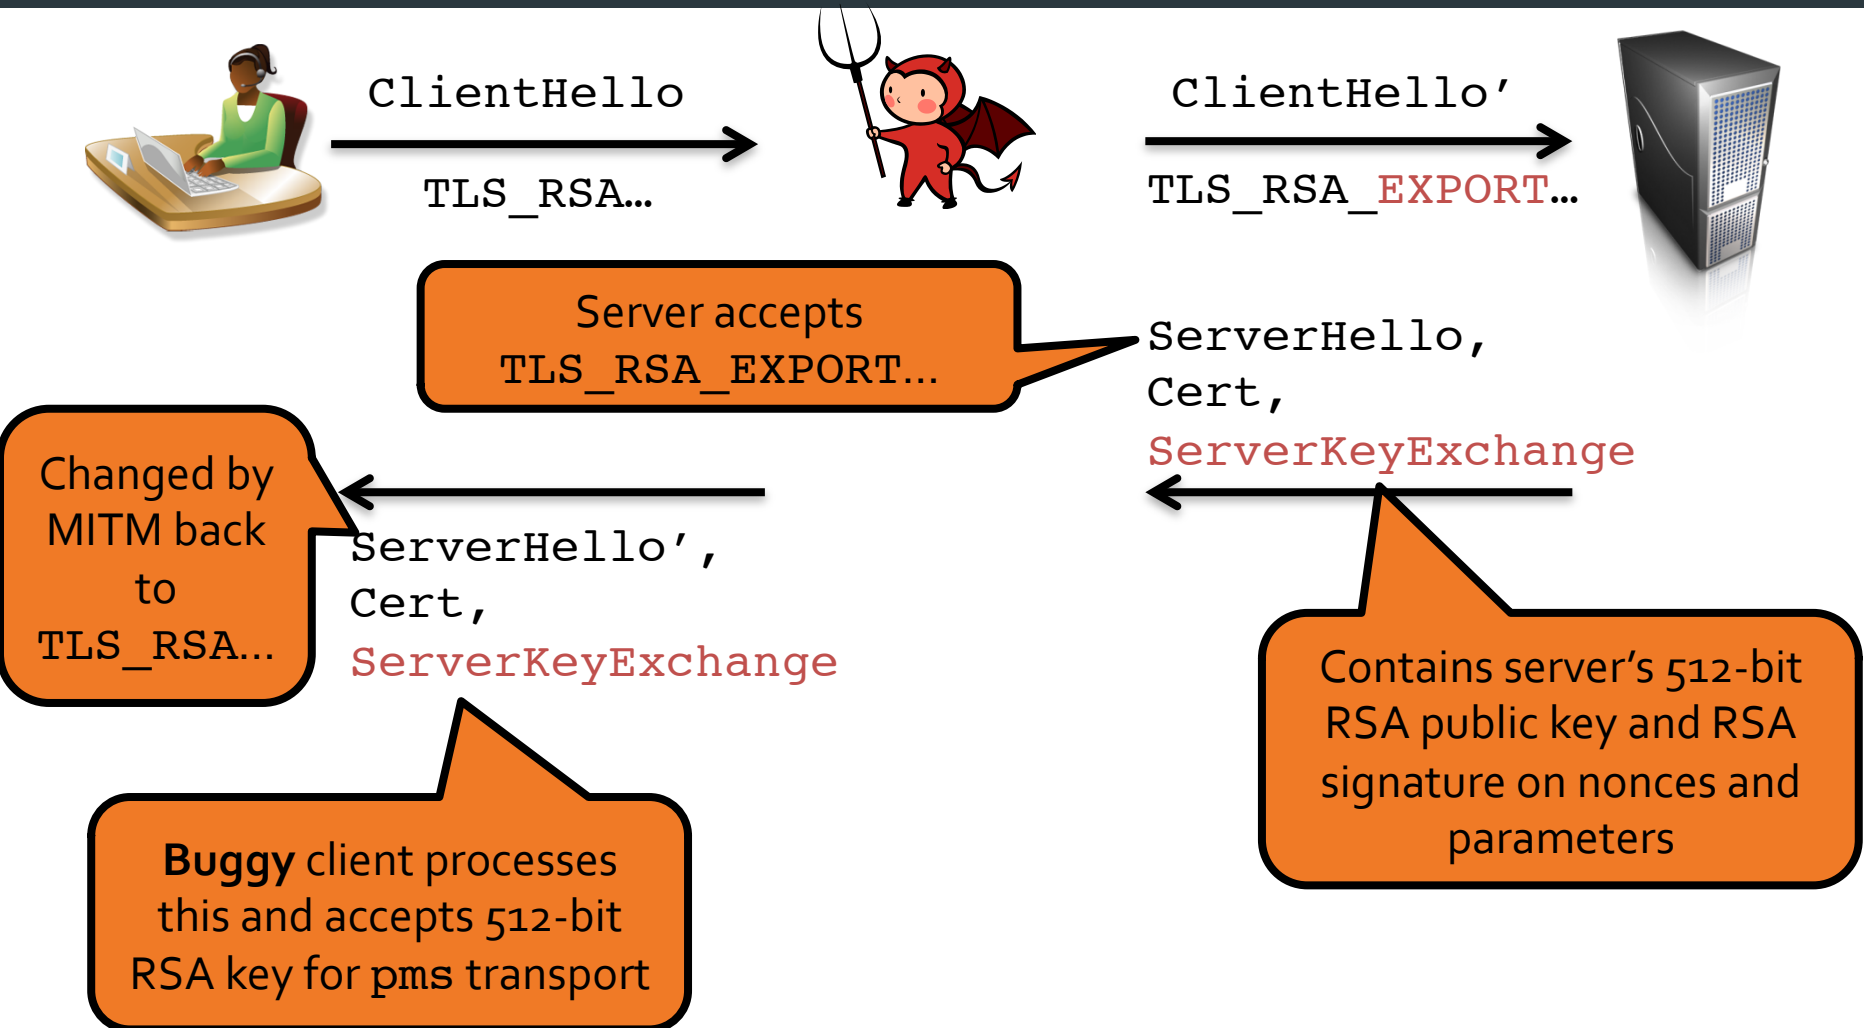 ClientHello
TLS_RSA…
ClientHello’
TLS_RSA_EXPORT…
Server accepts
TLS_RSA_EXPORT…
ServerHello,
Cert,
ServerKeyExchange
Changed by
MITM back
to
TLS_RSA…
ServerHello’,
Cert,
ServerKeyExchange
Contains server’s 512-bit
RSA public key and RSA
signature on nonces and
parameters
Buggy client processes
this and accepts 512-bit
RSA key for pms transport